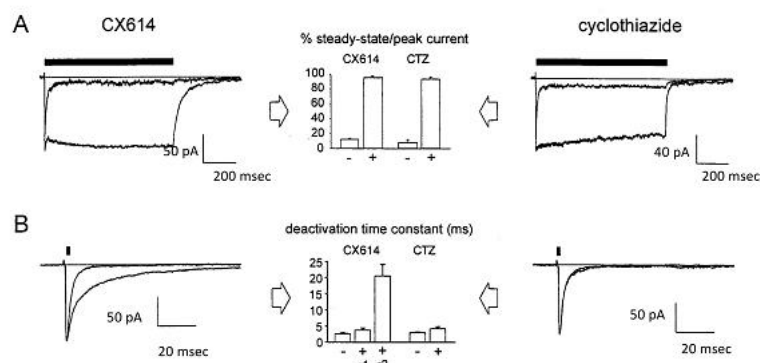 A
CX614
cyclothiazide
% steady-state/peak current
CX614 CTZ
100
80
60
40
20
0
- + - +
50 pA
200 msec
40 pA
200 msec
B
deactivation time constant (ms)
CX614 CTZ
25
20
15
10
5
0
- + + - +
50 pA
20 msec
50 pA
20 msec